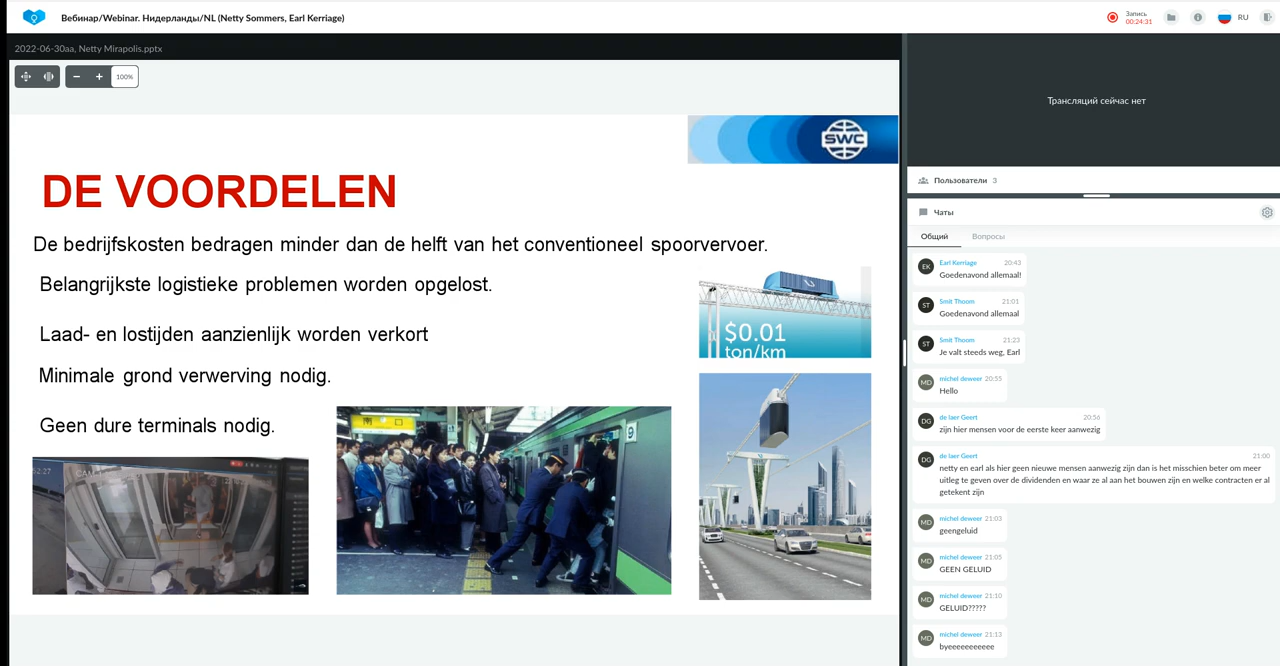 Вебинар/Webinar. Нидерланды/NL (Netty Sommers, Earl Kerriage)
Запись
00:24:31
RU
2022-06-30aa, Netty Mirapolis.pptx
100%
SWC
DE VOORDELEN
De bedrijfskosten bedragen minder dan de helft van het conventioneel spoorvervoer.
Belangrijkste logistieke problemen worden opgelost.
Laad- en lostijden aanzienlijk worden verkort
Minimale grond verwerving nodig.
Geen dure terminals nodig.
$0.01
ton/km
南口
9
Трансляций сейчас нет
Пользователи 3
Чаты
Общий Вопросы
EK
Earl Kerriage 20:43
Goedenavond allemaal!
ST
Smit Thoom 21:01
Goedenavond allemaal
ST
Smit Thoom 21:23
Je valt steeds weg, Earl
MD
michel deweer 20:55
Hello
DG
de laer Geert 20:56
zijn hier mensen voor de eerste keer aanwezig
DG
de laer Geert 21:00
netty en earl als hier geen nieuwe mensen aanwezig zijn dan is het misschien beter om meer
uitleg te geven over de dividenden en waar ze al aan het bouwen zijn en welke contracten er al
getekent zijn
MD
michel deweer 21:03
geengeluid
MD
michel deweer 21:05
GEEN GELUID
MD
michel deweer 21:10
GELUID?????
MD
michel deweer 21:13
byeeeeeeeeeee